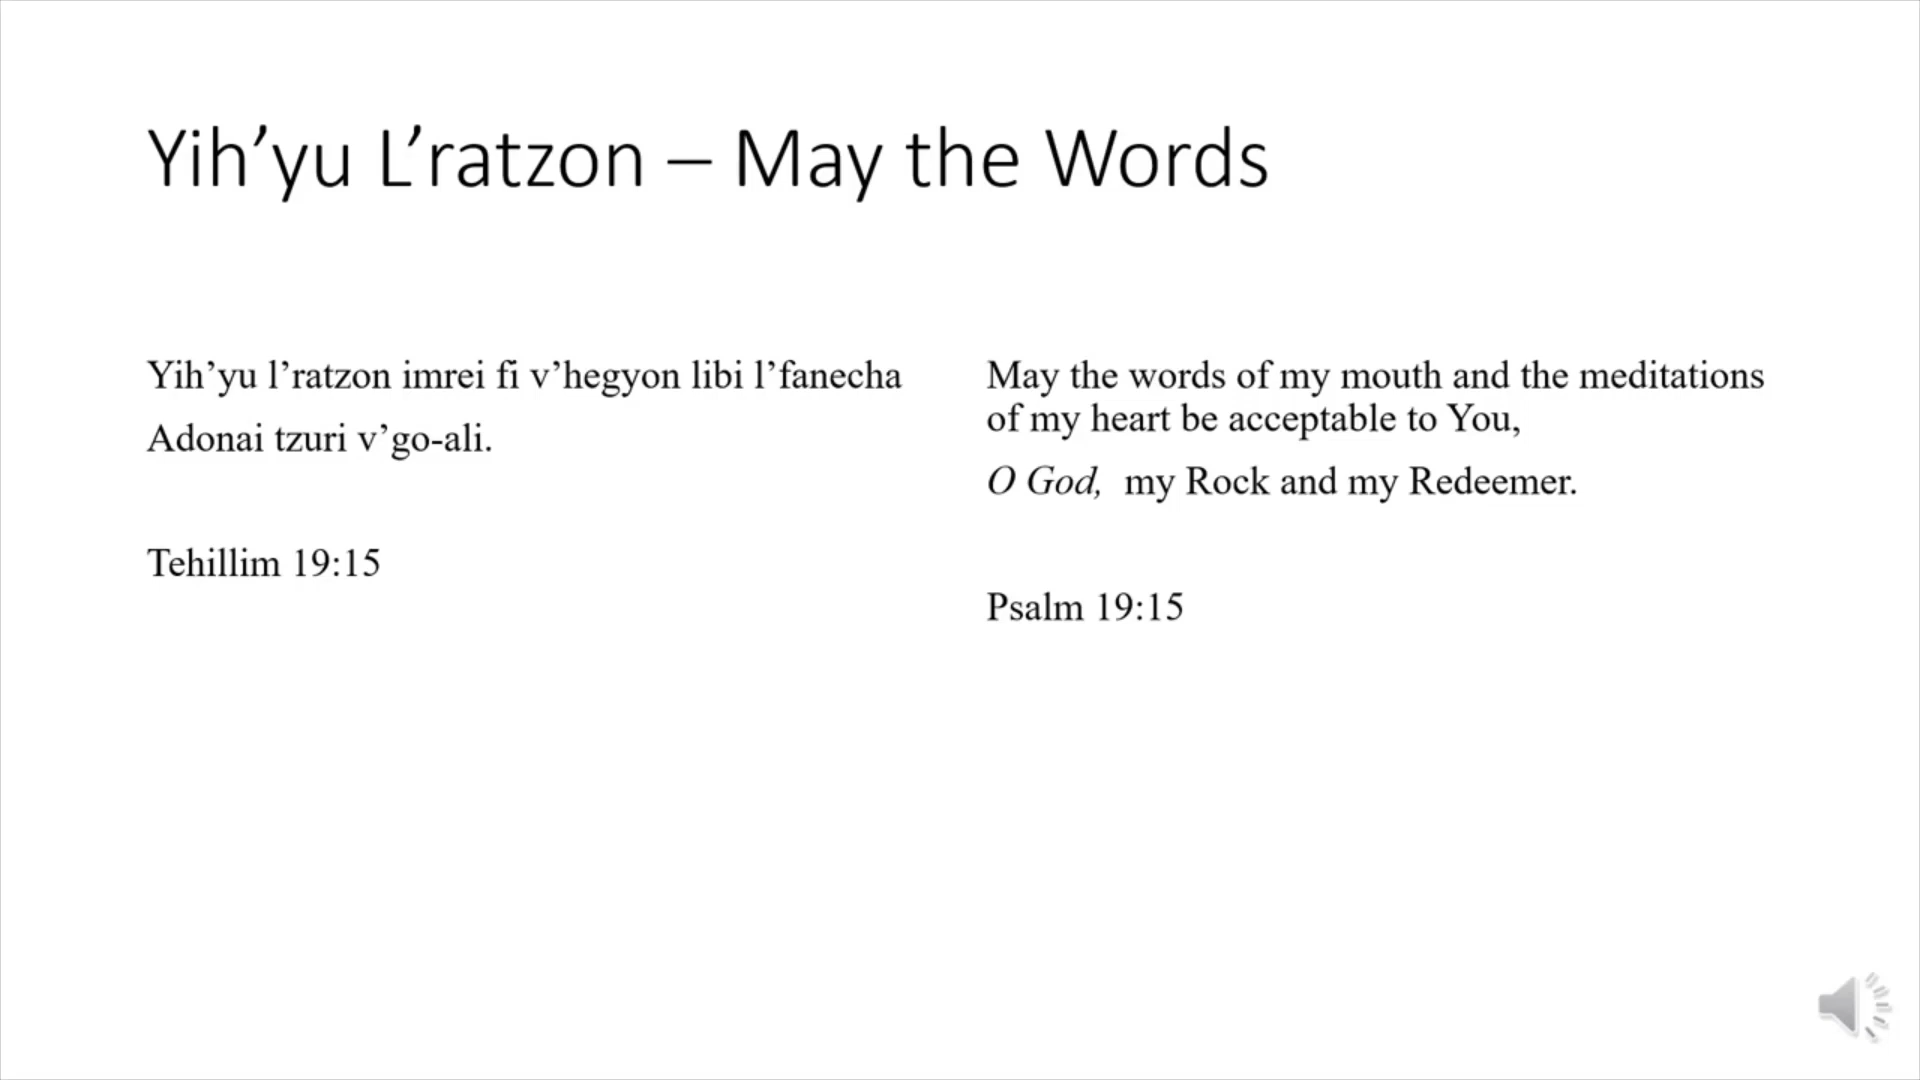 Yih’yu L’ratzon – May the Words
Yih’yu l’ratzon imrei fi v’hegyon libi l’fanecha
Adonai tzuri v’go-ali.
Tehillim 19:15
May the words of my mouth and the meditations
of my heart be acceptable to You,
O God,  my Rock and my Redeemer.
Psalm 19:15